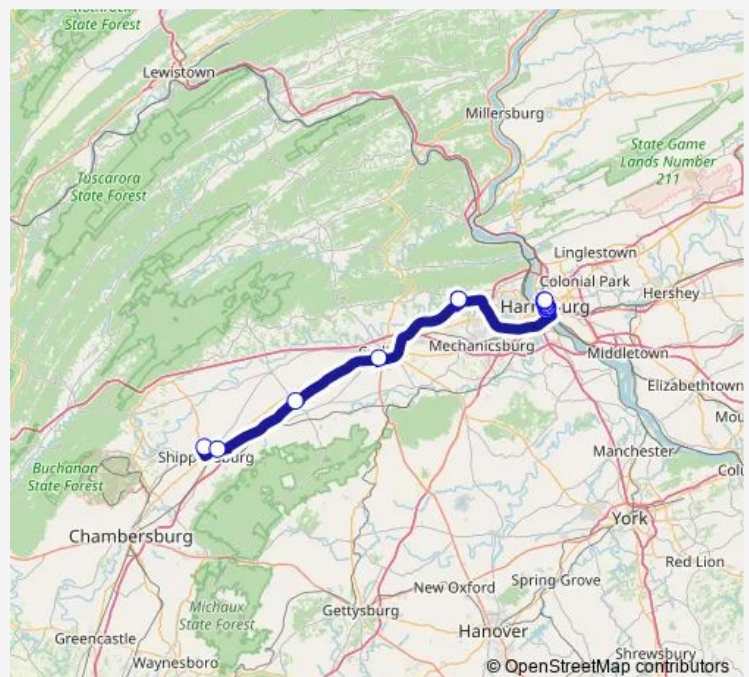 State Forest
Lewistown
Millersburg
State Game
Lands Number
211
Tuscarora
State Forest
Linglestown
Colonial Park
Hershey
Mechanicsburg
Middletown
Elizabethtown
Buchanan
State Forest
Manchester
Chambersburg
York
Red Lion
New Oxford
Spring Grove
Michaux
State Forest
Gettysburg
Hanover
Greencastle
Waynesboro
Shrewsbury
© OpenStreetMap contributors